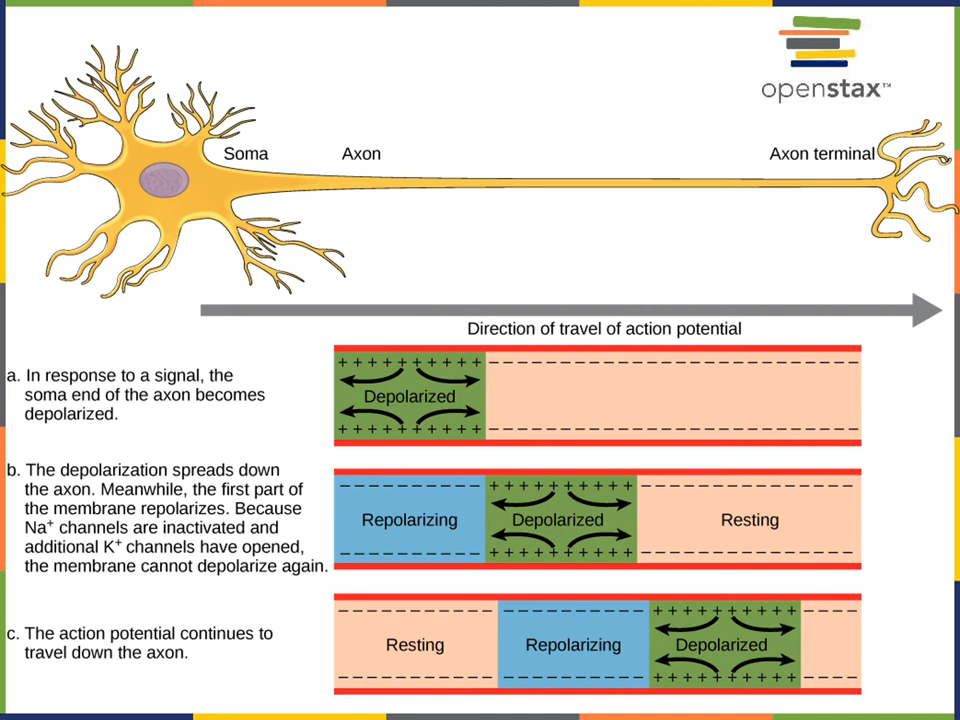 openstax™
Soma
Axon
Axon terminal
Direction of travel of action potential
a. In response to a signal, the
soma end of the axon becomes
depolarized.
+ + + + + + + + + +
Depolarized
+ + + + + + + + + +
b. The depolarization spreads down
the axon. Meanwhile, the first part of
the membrane repolarizes. Because
Na⁺ channels are inactivated and
additional K⁺ channels have opened,
the membrane cannot depolarize again.
+ + + + + + + + + +
Repolarizing
Depolarized
Resting
+ + + + + + + + + +
c. The action potential continues to
travel down the axon.
+ + + + + + + + + +
Resting
Repolarizing
Depolarized
+ + + + + + + + + +